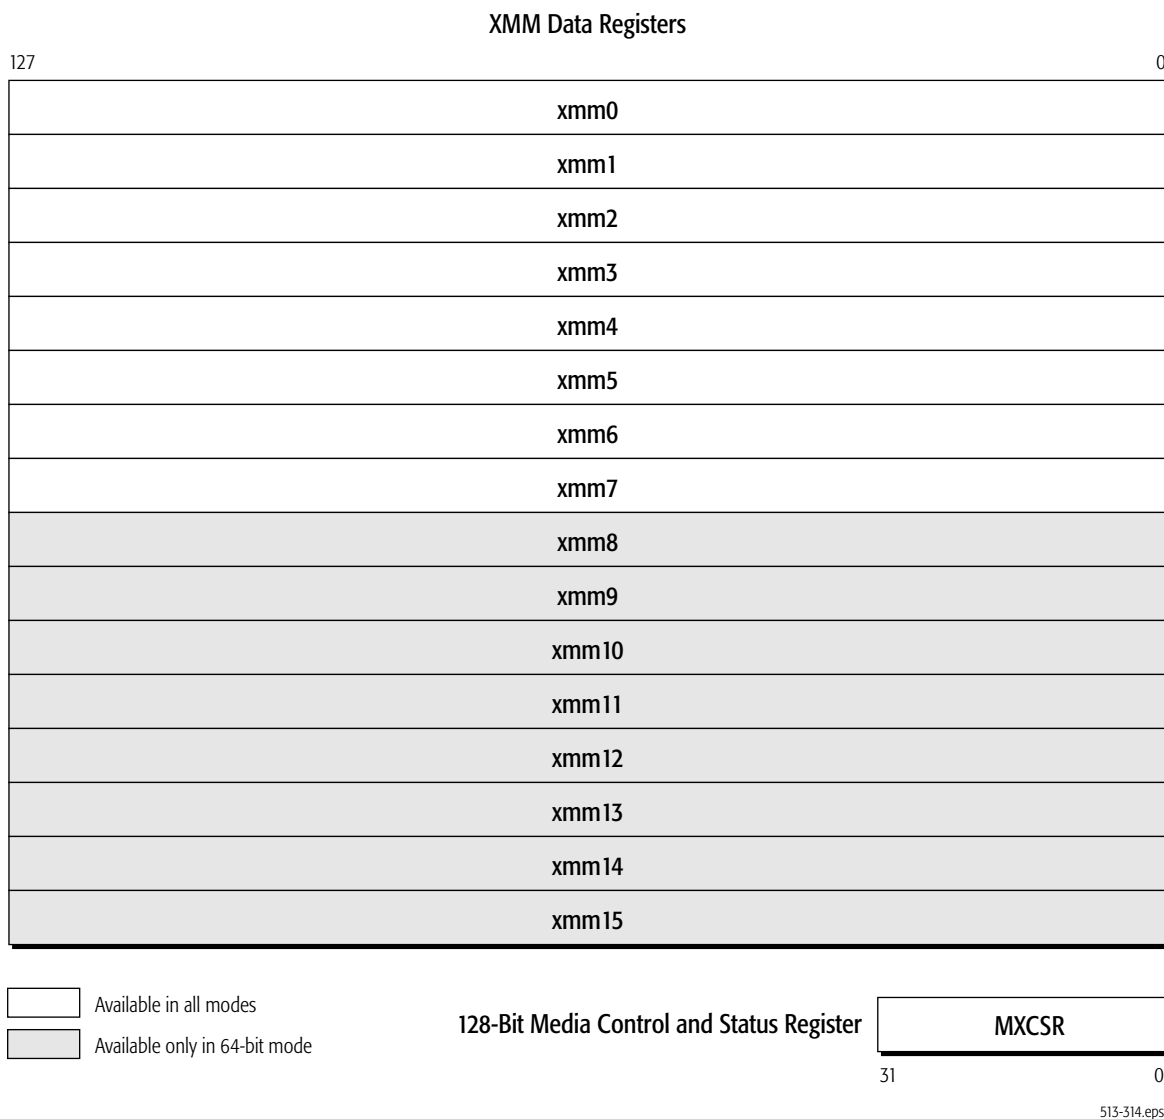 XMM Data Registers
127 0
xmm0
xmm1
xmm2
xmm3
xmm4
xmm5
xmm6
xmm7
xmm8
xmm9
xmm10
xmm11
xmm12
xmm13
xmm14
xmm15
Available in all modes
Available only in 64-bit mode
128-Bit Media Control and Status Register MXCSR
31 0
513-314.eps